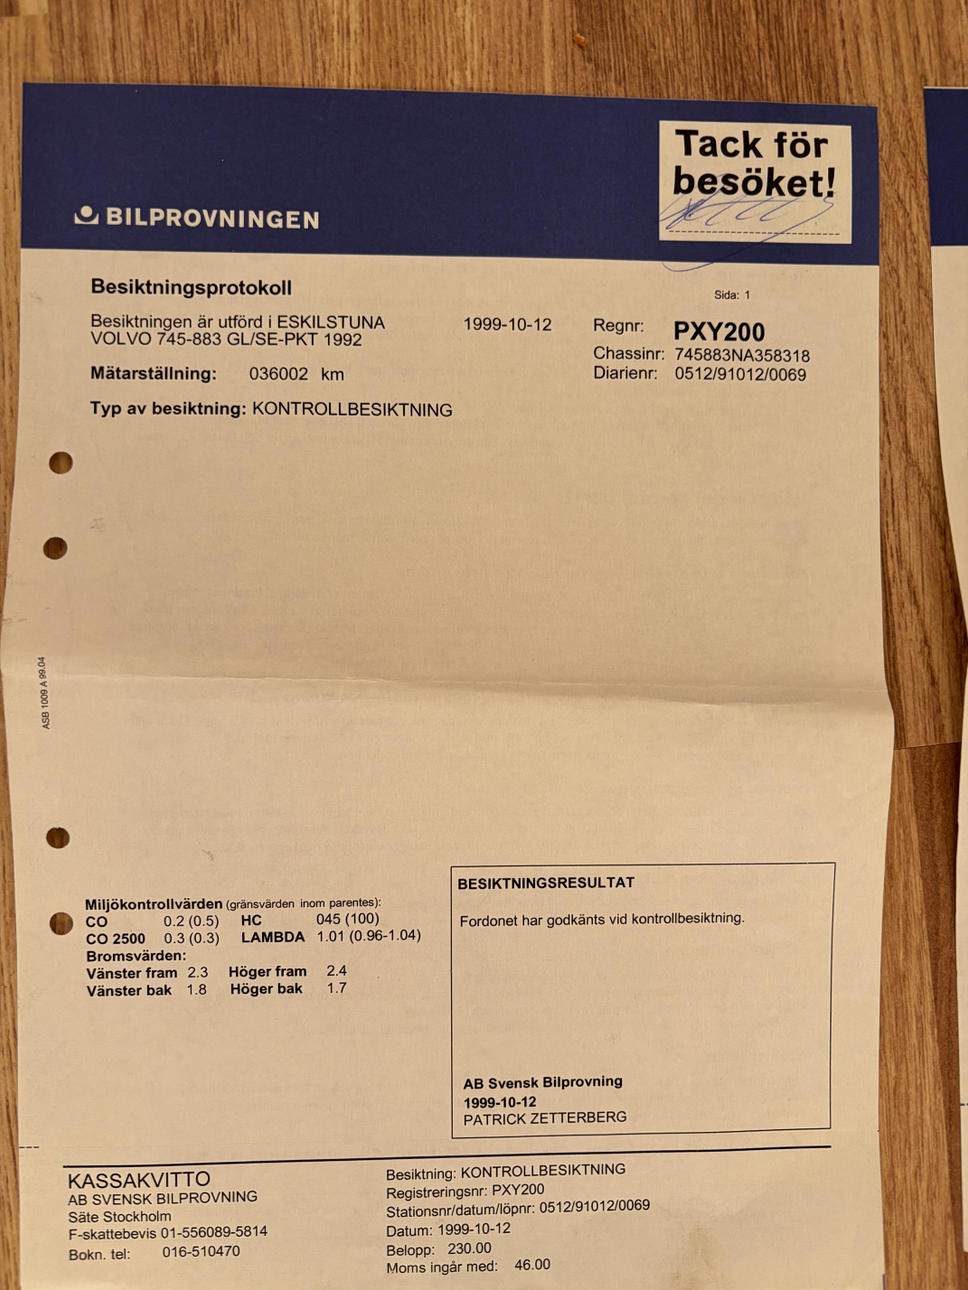 Tack för
besöket!
BILPROVNINGEN
Besiktningsprotokoll
Sida: 1
Besiktningen är utförd i ESKILSTUNA 1999-10-12 Regnr: PXY200
VOLVO 745-883 GL/SE-PKT 1992
Chassinr: 745883NA358318
Mätarställning: 036002 km Diarienr: 0512/91012/0069
Typ av besiktning: KONTROLLBESIKTNING
ASB 1009 A 99.04
Miljökontrollvärden (gränsvärden inom parentes):
CO 0.2 (0.5) HC 045 (100)
CO 2500 0.3 (0.3) LAMBDA 1.01 (0.96-1.04)
Bromsvärden:
Vänster fram 2.3 Höger fram 2.4
Vänster bak 1.8 Höger bak 1.7
BESIKTNINGSRESULTAT
Fordonet har godkänts vid kontrollbesiktning.
AB Svensk Bilprovning
1999-10-12
PATRICK ZETTERBERG
KASSAKVITTO
AB SVENSK BILPROVNING
Säte Stockholm
F-skattebevis 01-556089-5814
Bokn. tel: 016-510470
Besiktning: KONTROLLBESIKTNING
Registreringsnr: PXY200
Stationsnr/datum/löpnr: 0512/91012/0069
Datum: 1999-10-12
Belopp: 230.00
Moms ingår med: 46.00